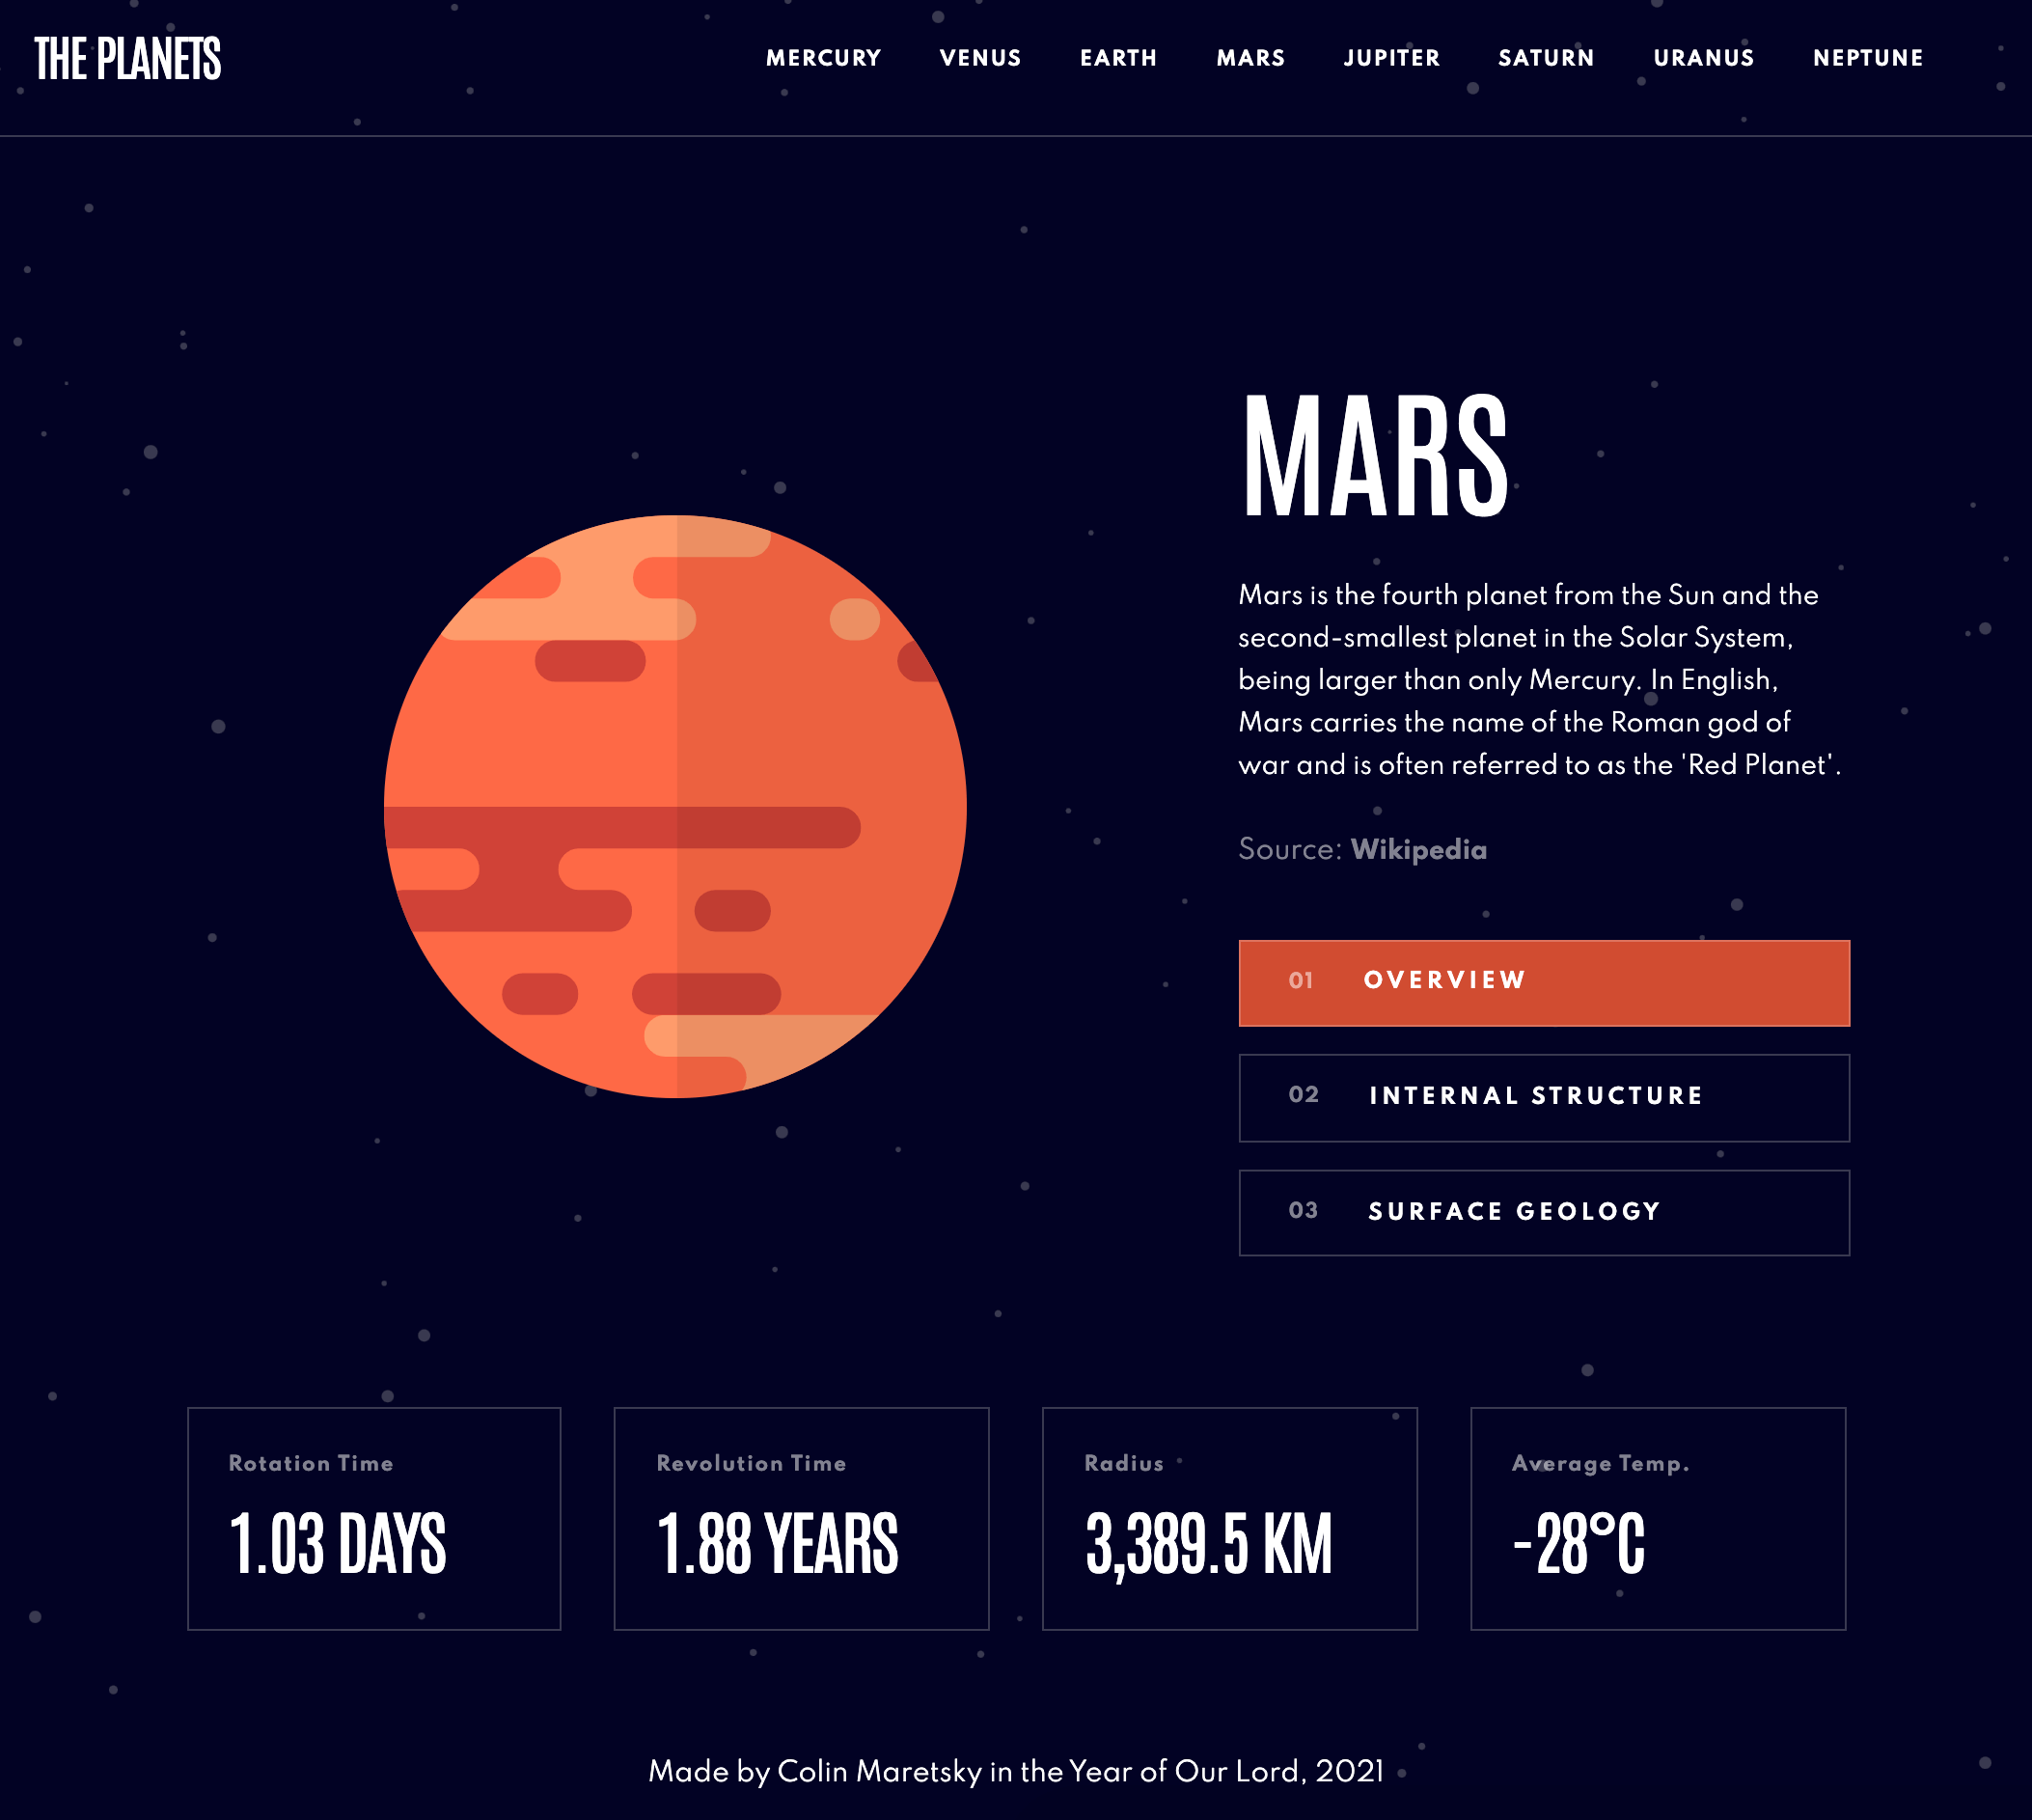 THE PLANETS
MERCURY VENUS EARTH MARS JUPITER SATURN URANUS NEPTUNE
MARS
Mars is the fourth planet from the Sun and the
second-smallest planet in the Solar System,
being larger than only Mercury. In English,
Mars carries the name of the Roman god of
war and is often referred to as the 'Red Planet'.
Source: Wikipedia
01 OVERVIEW
02 INTERNAL STRUCTURE
03 SURFACE GEOLOGY
Rotation Time
1.03 DAYS
Revolution Time
1.88 YEARS
Radius
3,389.5 KM
Average Temp.
-28°C
Made by Colin Maretsky in the Year of Our Lord, 2021